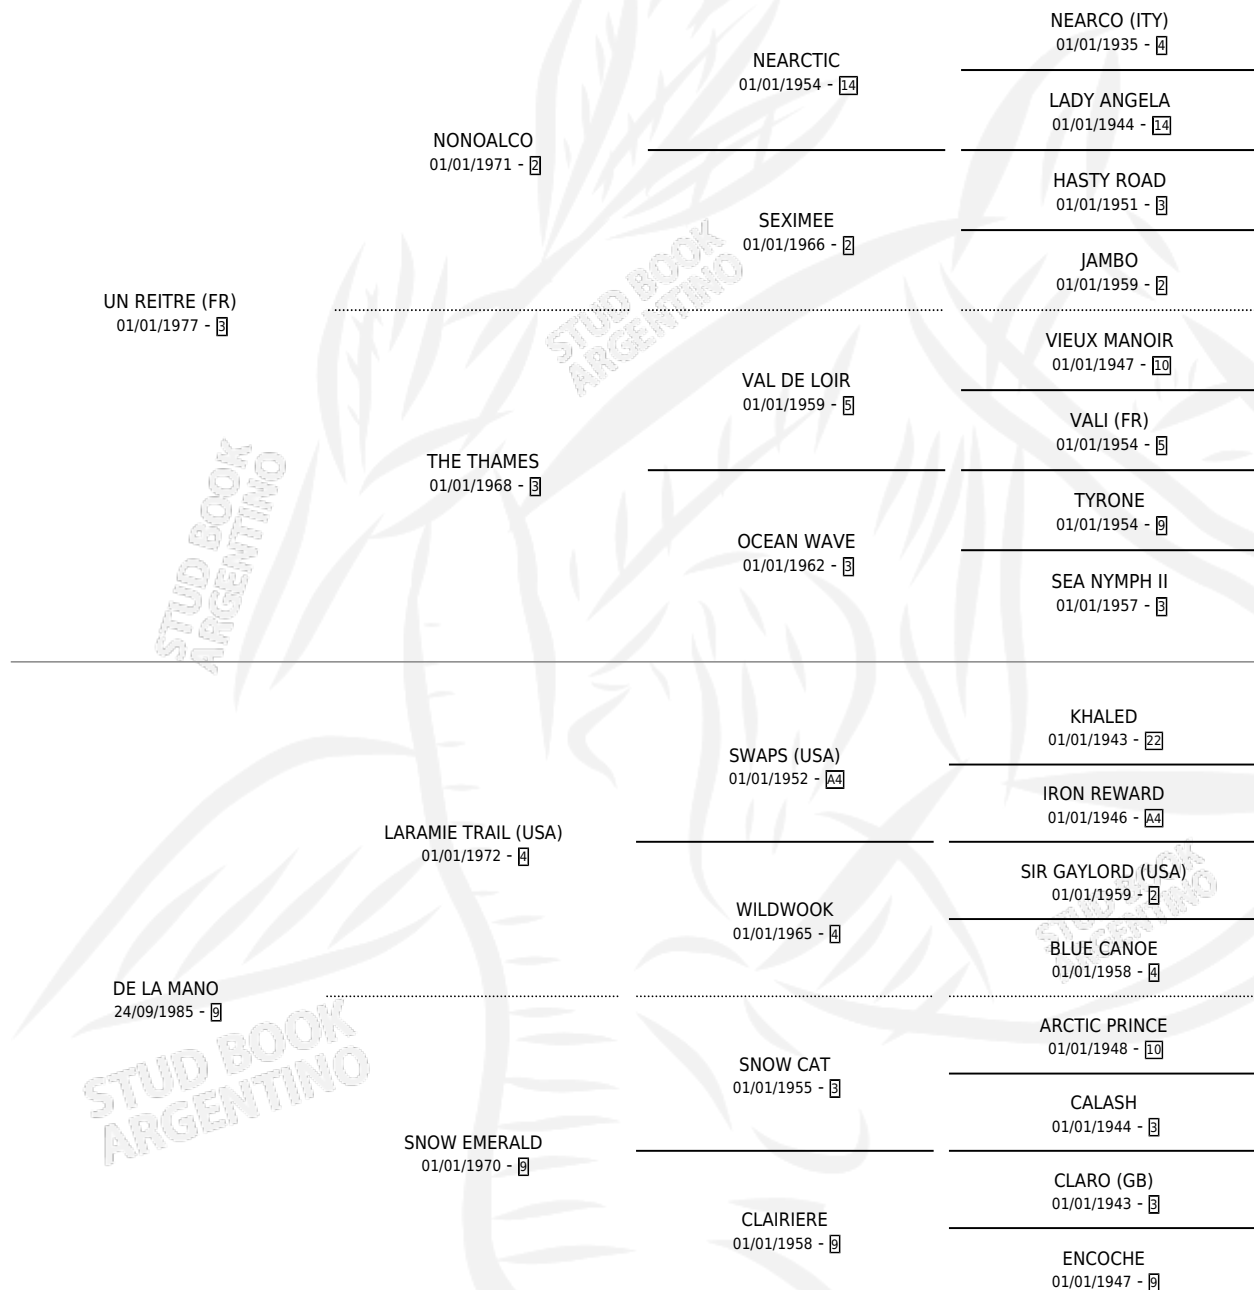 NEARCO (ITY)
01/01/1935 - 4
NEARCTIC
01/01/1954 - 14
LADY ANGELA
01/01/1944 - 14
NONOALCO
01/01/1971 - 2
HASTY ROAD
01/01/1951 - 3
SEXIMEE
01/01/1966 - 2
JAMBO
01/01/1959 - 2
UN REITRE (FR)
01/01/1977 - 3
STUD BOOK
ARGENTINO
VIEUX MANOIR
01/01/1947 - 10
VAL DE LOIR
01/01/1959 - 5
VALI (FR)
01/01/1954 - 5
THE THAMES
01/01/1968 - 3
TYRONE
01/01/1954 - 9
OCEAN WAVE
01/01/1962 - 3
SEA NYMPH II
01/01/1957 - 3
STUD BOOK
ARGENTINO
KHALED
01/01/1943 - 22
SWAPS (USA)
01/01/1952 - A4
IRON REWARD
01/01/1946 - A4
LARAMIE TRAIL (USA)
01/01/1972 - 4
SIR GAYLORD (USA)
01/01/1959 - 2
WILDWOOK
01/01/1965 - 4
BLUE CANOE
01/01/1958 - 4
STUD BOOK
ARGENTINO
DE LA MANO
24/09/1985 - 9
ARCTIC PRINCE
01/01/1948 - 10
SNOW CAT
01/01/1955 - 3
CALASH
01/01/1944 - 3
SNOW EMERALD
01/01/1970 - 9
CLARO (GB)
01/01/1943 - 3
CLAIRIERE
01/01/1958 - 9
ENCOCHE
01/01/1947 - 9
STUD BOOK
ARGENTINO